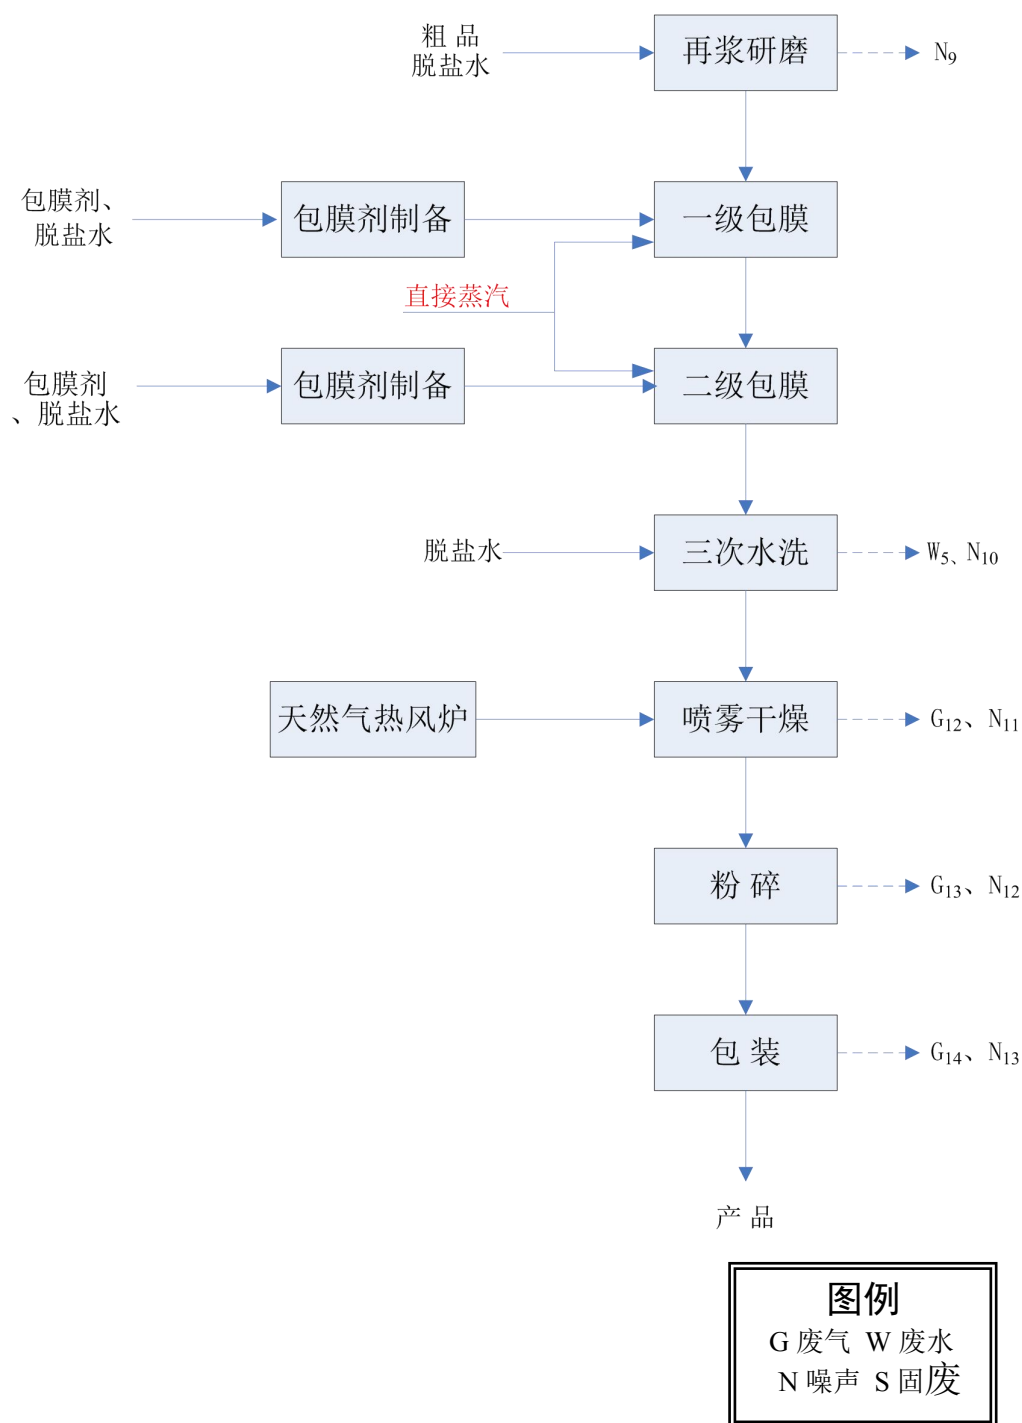 粗 品
脱盐水
再浆研磨
N₉
包膜剂、
脱盐水
包膜剂制备
一级包膜
直接蒸汽
包膜剂
、脱盐水
包膜剂制备
二级包膜
脱盐水
三次水洗
W₅、N₁₀
天然气热风炉
喷雾干燥
G₁₂、N₁₁
粉 碎
G₁₃、N₁₂
包 装
G₁₄、N₁₃
产 品
图例
G 废气 W 废水
N 噪声 S 固废